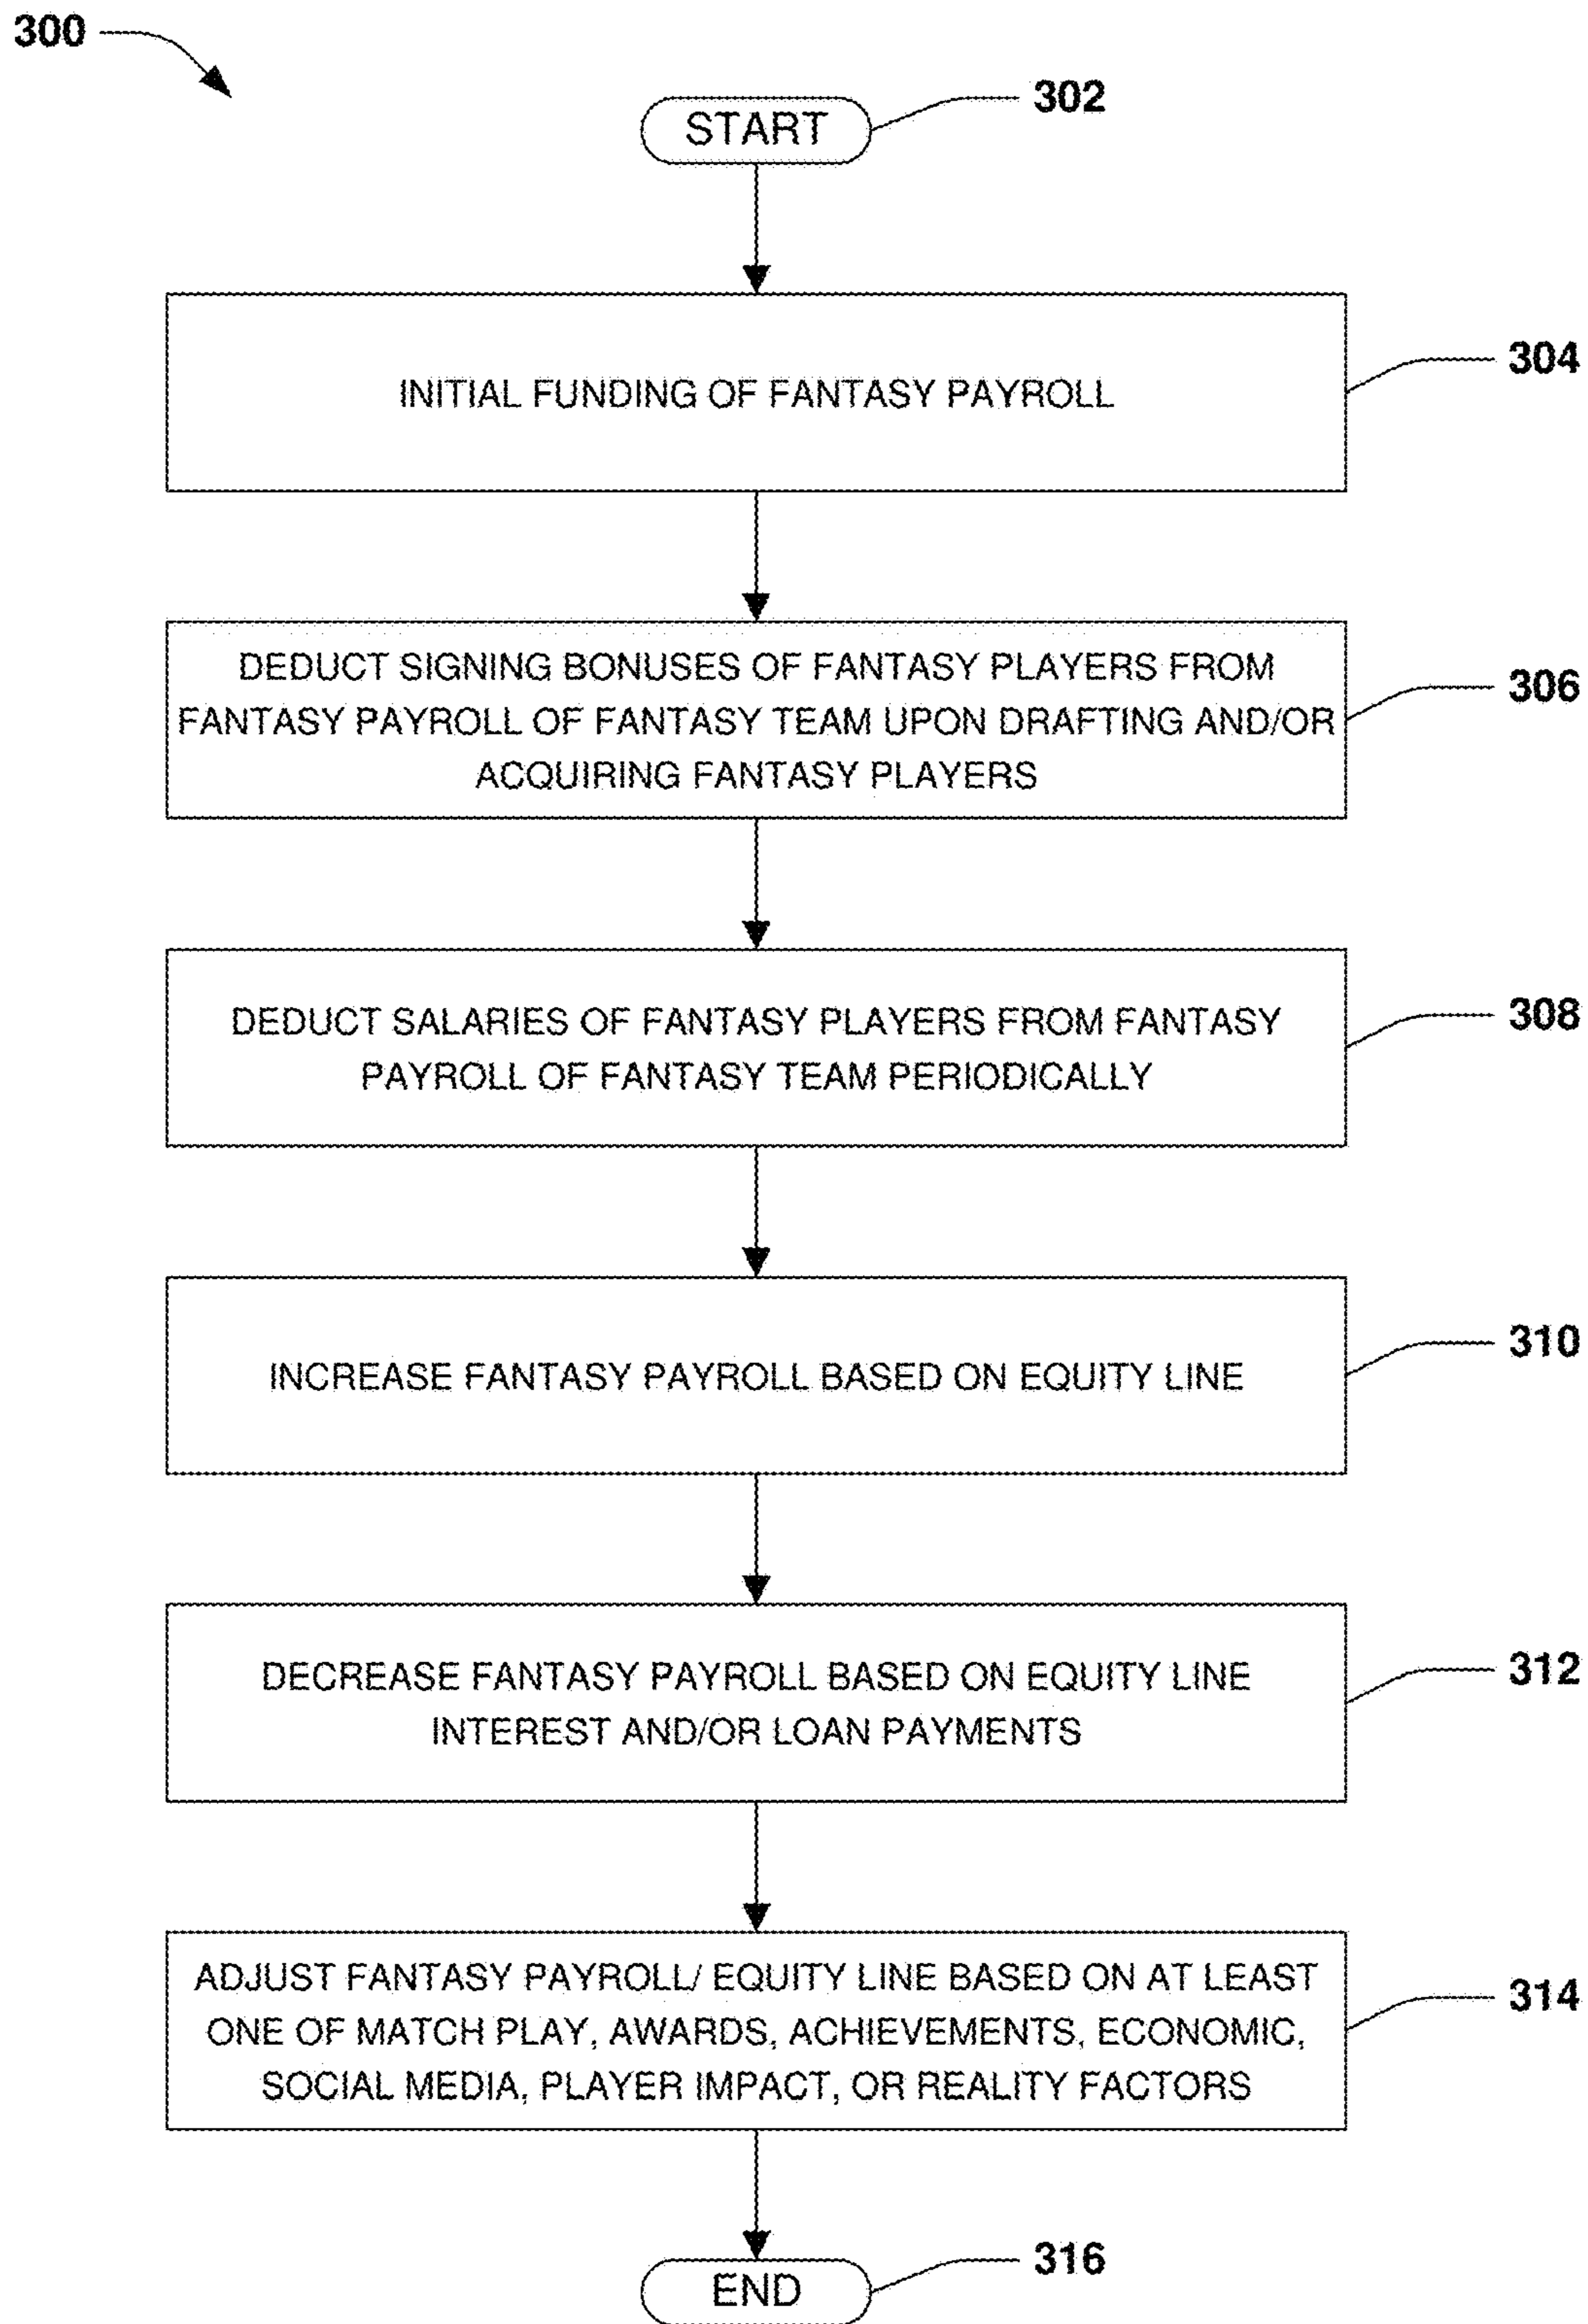 300
START
302
INITIAL FUNDING OF FANTASY PAYROLL
304
DEDUCT SIGNING BONUSES OF FANTASY PLAYERS FROM
FANTASY PAYROLL OF FANTASY TEAM UPON DRAFTING AND/OR
ACQUIRING FANTASY PLAYERS
306
DEDUCT SALARIES OF FANTASY PLAYERS FROM FANTASY
PAYROLL OF FANTASY TEAM PERIODICALLY
308
INCREASE FANTASY PAYROLL BASED ON EQUITY LINE
310
DECREASE FANTASY PAYROLL BASED ON EQUITY LINE
INTEREST AND/OR LOAN PAYMENTS
312
ADJUST FANTASY PAYROLL/ EQUITY LINE BASED ON AT LEAST
ONE OF MATCH PLAY, AWARDS, ACHIEVEMENTS, ECONOMIC,
SOCIAL MEDIA, PLAYER IMPACT, OR REALITY FACTORS
314
END
316